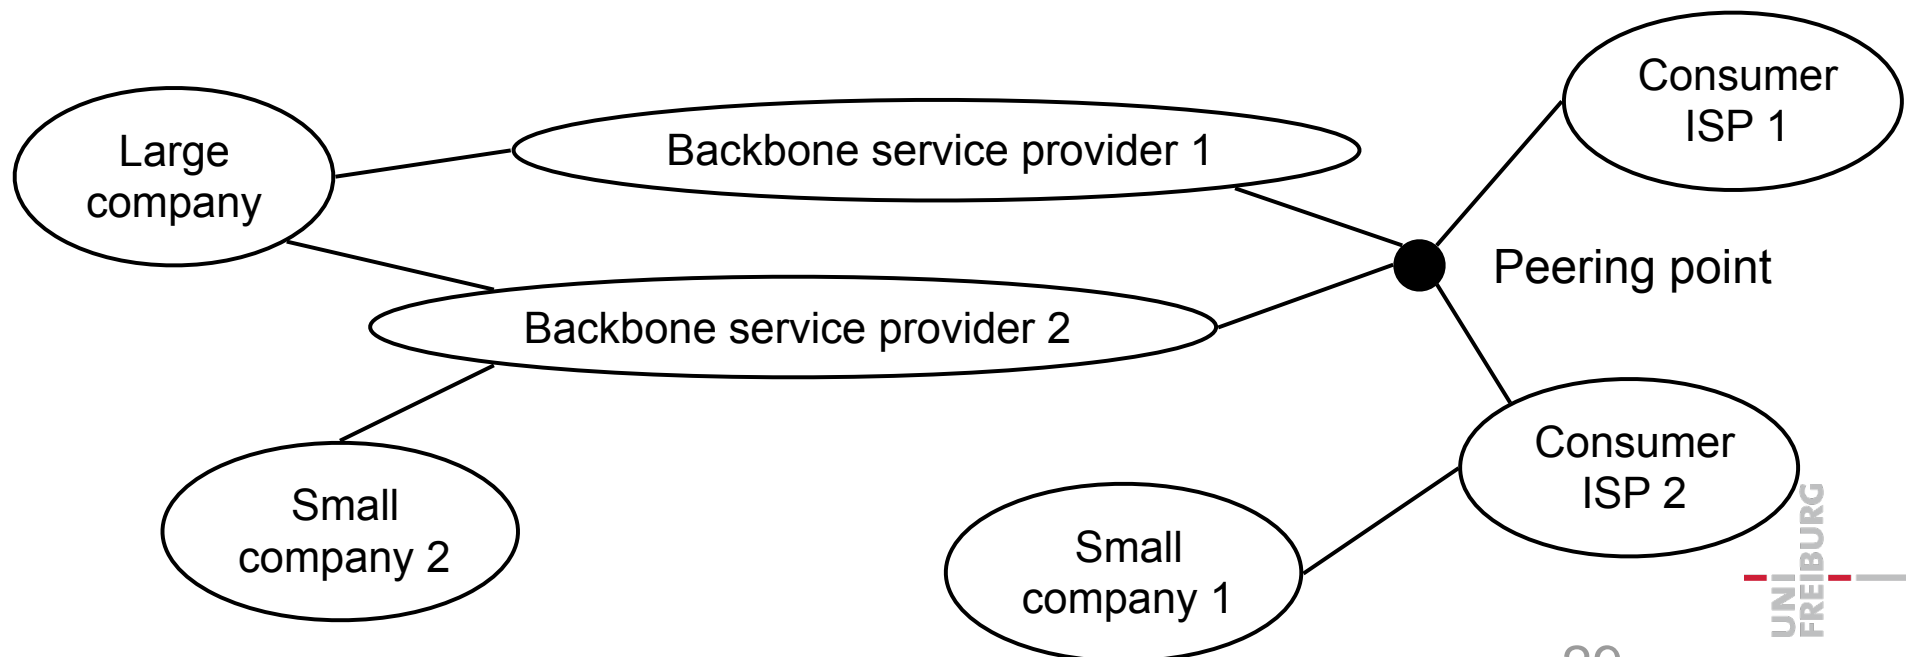 Consumer
ISP 1
Large
company
Backbone service provider 1
Peering point
Backbone service provider 2
Consumer
ISP 2
Small
company 2
Small
company 1
UNI
FREIBURG